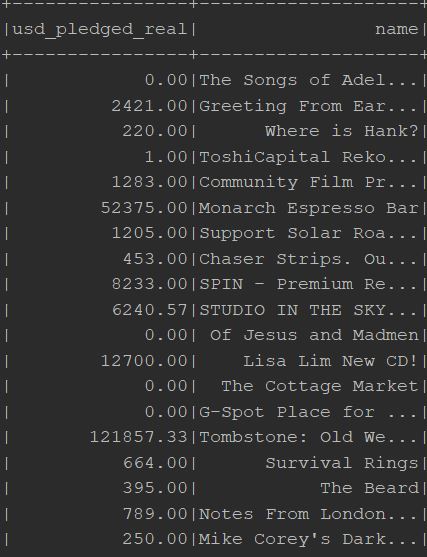 +----------------+--------------------+
|usd_pledged_real|                name|
+----------------+--------------------+
|            0.00|The Songs of Adel...|
|         2421.00|Greeting From Ear...|
|          220.00|      Where is Hank?|
|            1.00|ToshiCapital Reko...|
|         1283.00|Community Film Pr...|
|        52375.00|Monarch Espresso Bar|
|         1205.00|Support Solar Roa...|
|          453.00|Chaser Strips. Ou...|
|         8233.00|SPIN - Premium Re...|
|         6240.57|STUDIO IN THE SKY...|
|            0.00| Of Jesus and Madmen|
|        12700.00|    Lisa Lim New CD!|
|            0.00|  The Cottage Market|
|            0.00|G-Spot Place for ...|
|       121857.33|Tombstone: Old We...|
|          664.00|      Survival Rings|
|          395.00|           The Beard|
|          789.00|Notes From London...|
|          250.00|Mike Corey's Dark...|